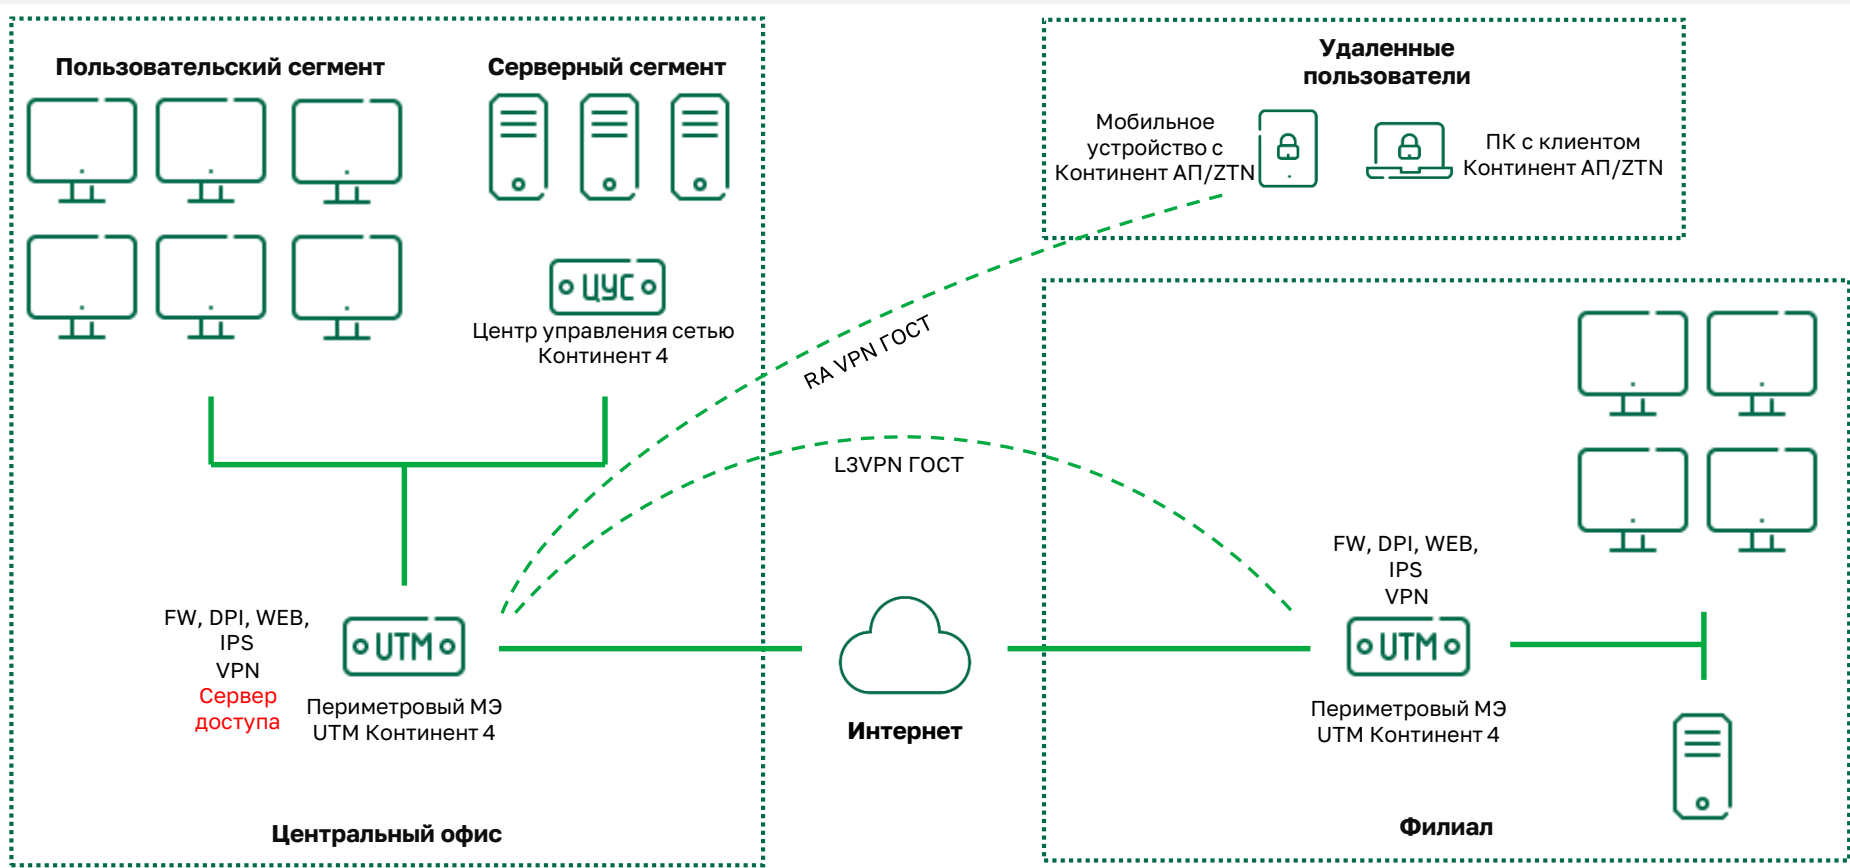 Пользовательский сегмент
Серверный сегмент
ЦУС
Центр управления сетью
Континент 4
FW, DPI, WEB,
IPS
VPN
Сервер
доступа
UTM
Периметровый МЭ
UTM Континент 4
Центральный офис
RA VPN ГОСТ
L3VPN ГОСТ
Интернет
Удаленные
пользователи
Мобильное
устройство с
Континент АП/ZTN
ПК с клиентом
Континент АП/ZTN
FW, DPI, WEB,
IPS
VPN
UTM
Периметровый МЭ
UTM Континент 4
Филиал